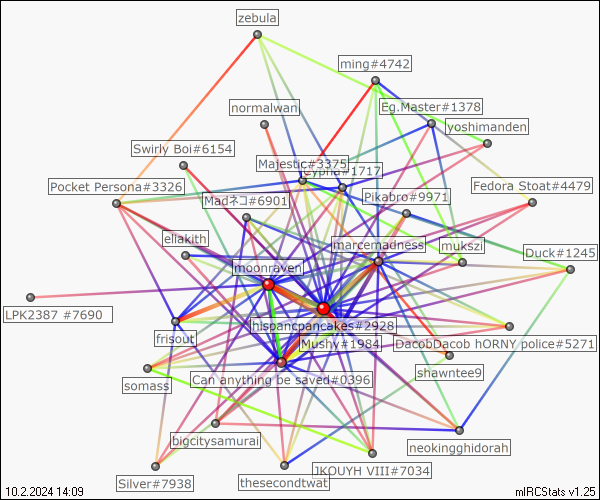 zebula
ming#4742
normalwan
Eg.Master#1378
yoshimanden
Swirly Boi#6154
Majestic#3375
Cypria#1717
Pocket Persona#3326
Madネコ#6901
Pikabro#9971
Fedora Stoat#4479
eliakith
marcemadness
mukszi
Duck#1245
moonraven
LPK2387 #7690
hispancpancakes#2928
frisout
Mushy#1984
DacobDacob hORNY police#5271
somass
Can anything be saved#0396
shawntee9
bigcitysamurai
neokingghidorah
Silver#7938
thesecondtwat
JKOUYH VIII#7034
10.2.2024 14:09
mIRCStats v1.25